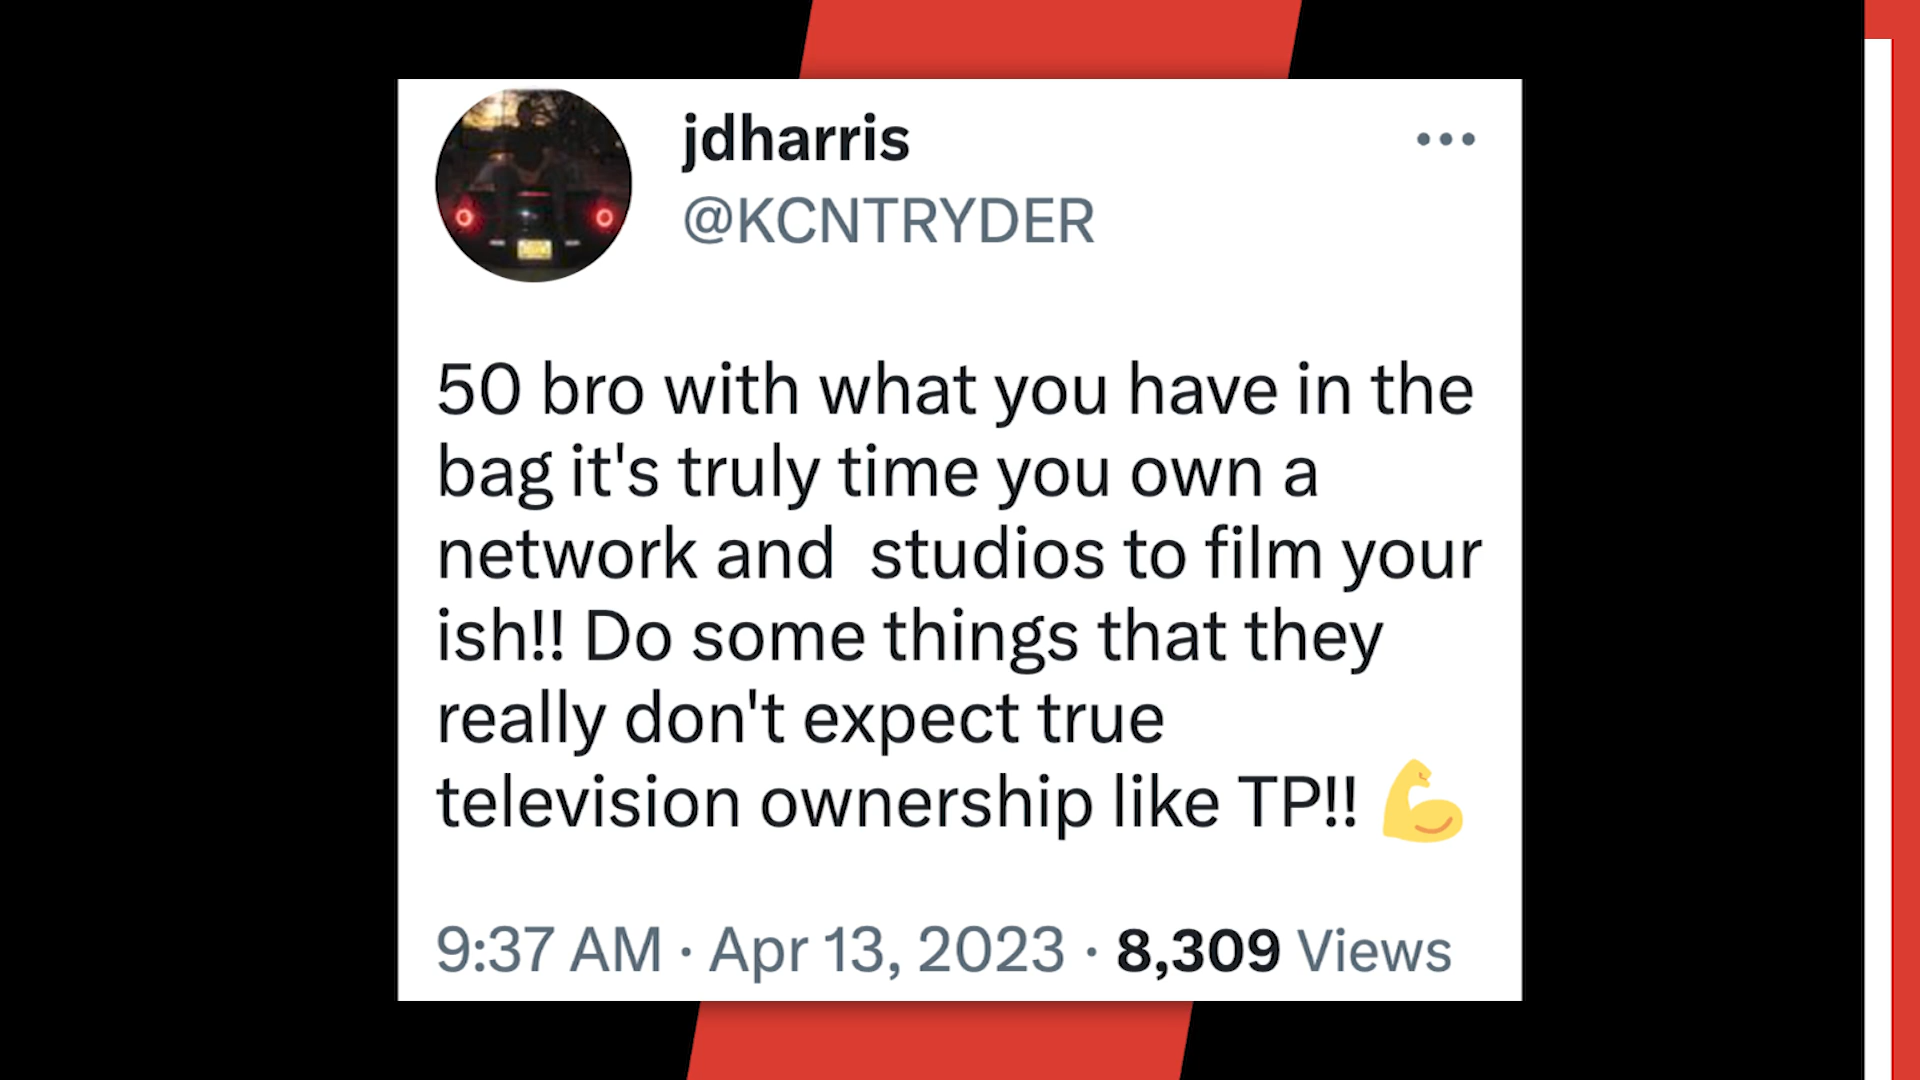 jdharris
@KCNTRYDER
50 bro with what you have in the
bag it's truly time you own a
network and  studios to film your
ish!! Do some things that they
really don't expect true
television ownership like TP!! 💪
9:37 AM · Apr 13, 2023 · 8,309 Views